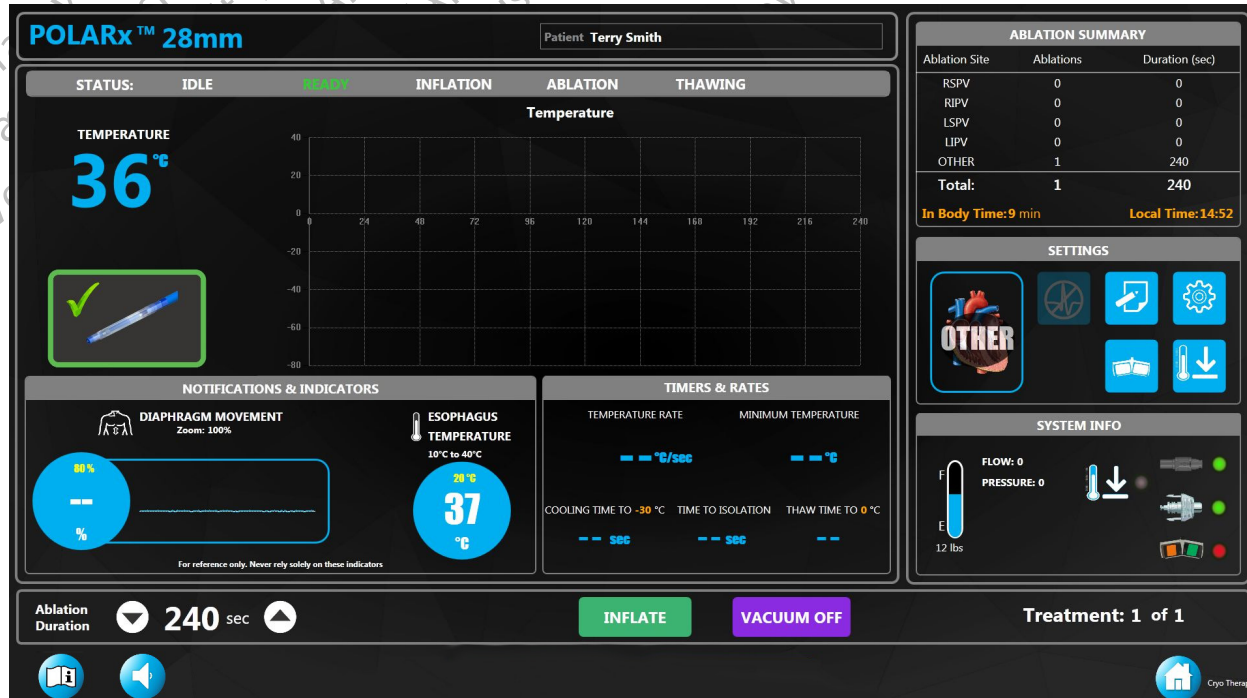 POLARx™ 28mm
Patient Terry Smith
STATUS: IDLE READY INFLATION ABLATION THAWING
TEMPERATURE
36 °C
Temperature
40
20
0
-20
-40
-60
-80
0 24 48 72 96 120 144 168 192 216 240
NOTIFICATIONS & INDICATORS
DIAPHRAGM MOVEMENT
Zoom: 100%
80 %
--
%
ESOPHAGUS
TEMPERATURE
10°C to 40°C
20 °C
37
°C
For reference only. Never rely solely on these indicators
TIMERS & RATES
TEMPERATURE RATE MINIMUM TEMPERATURE
-- °C/sec -- °C
COOLING TIME TO -30 °C TIME TO ISOLATION THAW TIME TO 0 °C
-- sec -- sec --
ABLATION SUMMARY
Ablation Site Ablations Duration (sec)
RSPV 0 0
RIPV 0 0
LSPV 0 0
LIPV 0 0
OTHER 1 240
Total: 1 240
In Body Time:9 min Local Time:14:52
SETTINGS
OTHER
SYSTEM INFO
F
E
12 lbs
FLOW: 0
PRESSURE: 0
Ablation
Duration
240 sec
INFLATE
VACUUM OFF
Treatment: 1 of 1
i